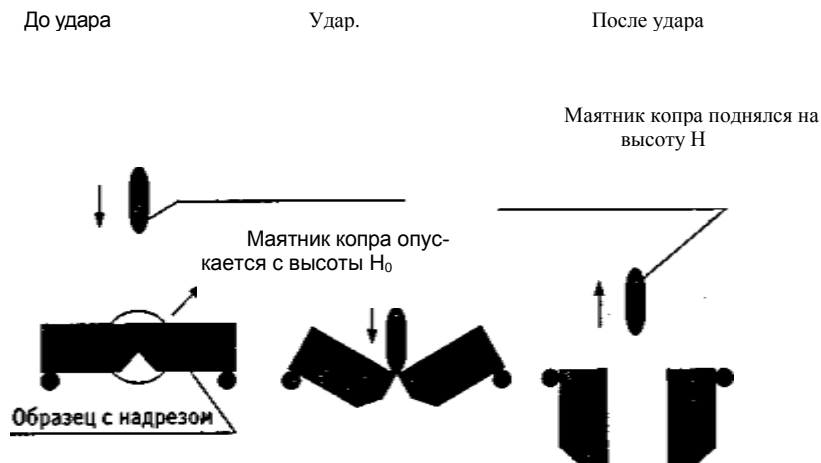 До удара
Удар.
После удара
Маятник копра поднялся на
высоту Н
Маятник копра опус-
кается с высоты Н₀
Образец с надрезом